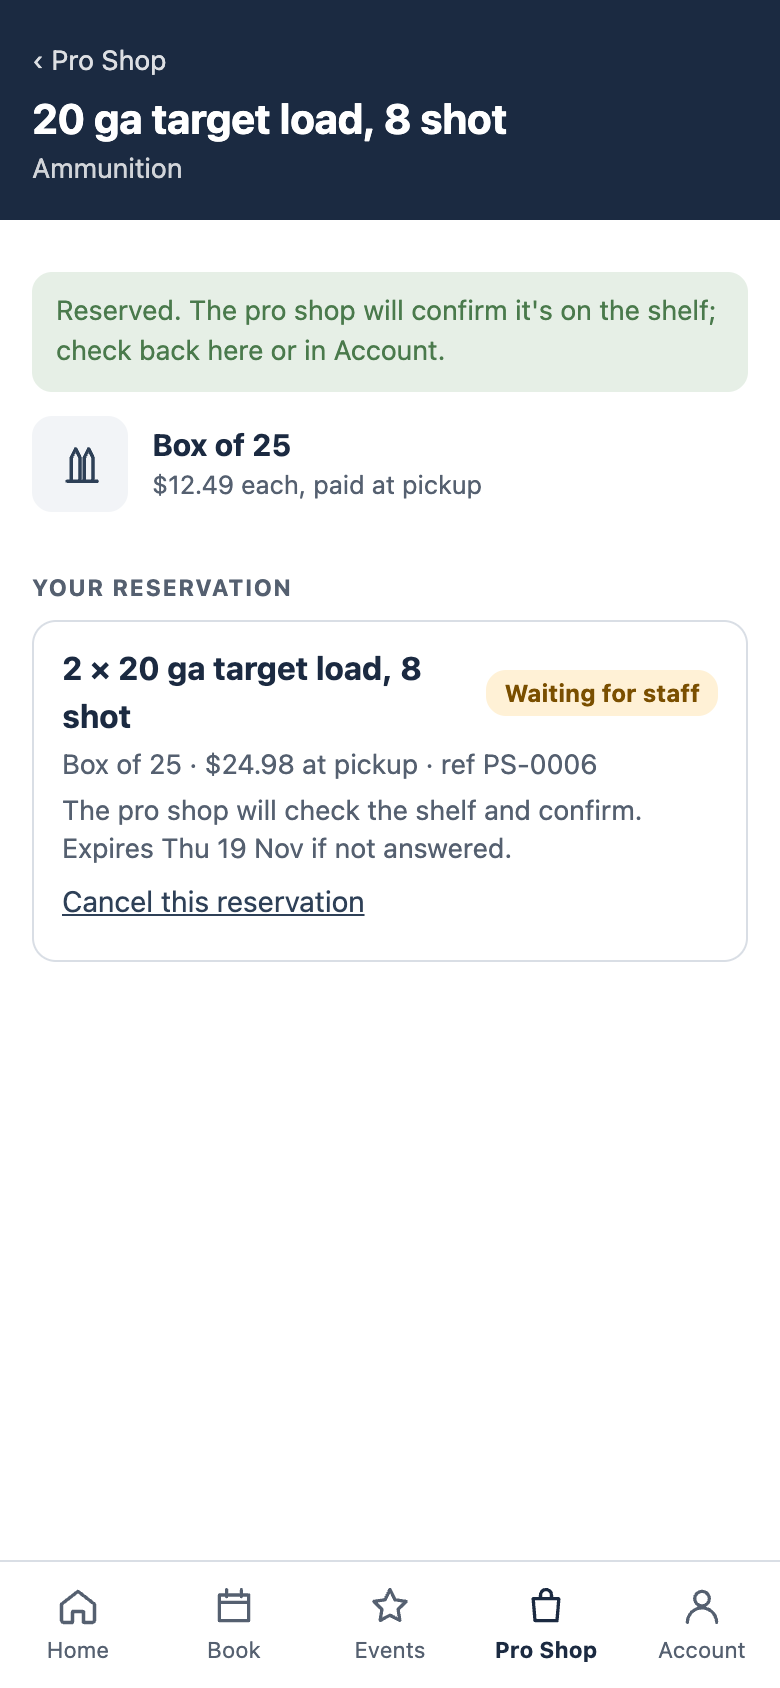 ‹ Pro Shop
20 ga target load, 8 shot
Ammunition
Reserved. The pro shop will confirm it's on the shelf;
check back here or in Account.
Box of 25
$12.49 each, paid at pickup
YOUR RESERVATION
2 × 20 ga target load, 8
shot
Waiting for staff
Box of 25 · $24.98 at pickup · ref PS-0006
The pro shop will check the shelf and confirm.
Expires Thu 19 Nov if not answered.
Cancel this reservation
Home
Book
Events
Pro Shop
Account